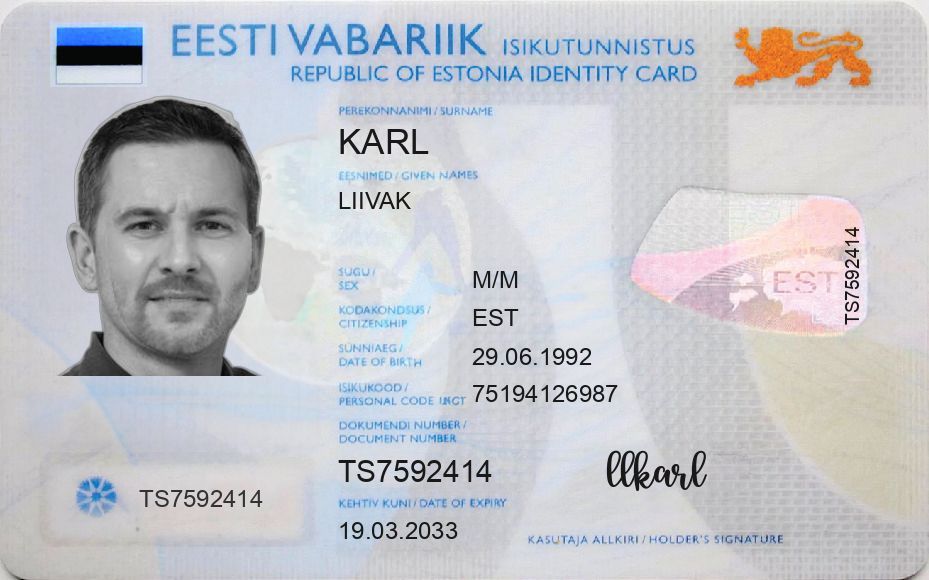 EESTI VABARIIK ISIKUTUNNISTUS
REPUBLIC OF ESTONIA IDENTITY CARD
PEREKONNANIMI / SURNAME
KARL
EESNIMED / GIVEN NAMES
LIIVAK
SUGU /
SEX
M/M
KODAKONDSUS /
CITIZENSHIP
EST
SÜNNIAEG /
DATE OF BIRTH
29.06.1992
ISIKUKOOD /
PERSONAL CODE
75194126987
DOKUMENDI NUMBER /
DOCUMENT NUMBER
TS7592414
KEHTIV KUNI / DATE OF EXPIRY
19.03.2033
TS7592414
EST
TS7592414
llkarl
KASUTAJA ALLKIRI / HOLDER'S SIGNATURE